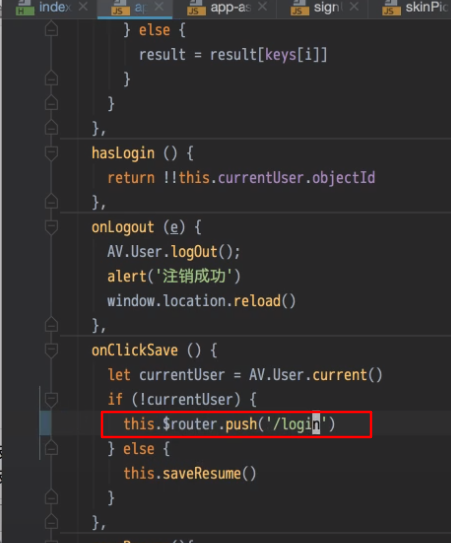 index
ap
app-as
sign
skinPic
} else {
result = result[keys[i]]
}
}
},
hasLogin () {
return !!this.currentUser.objectId
},
onLogout (e) {
AV.User.logOut();
alert('注销成功')
window.location.reload()
},
onClickSave () {
let currentUser = AV.User.current()
if (!currentUser) {
this.$router.push('/login')
} else {
this.saveResume()
}
},